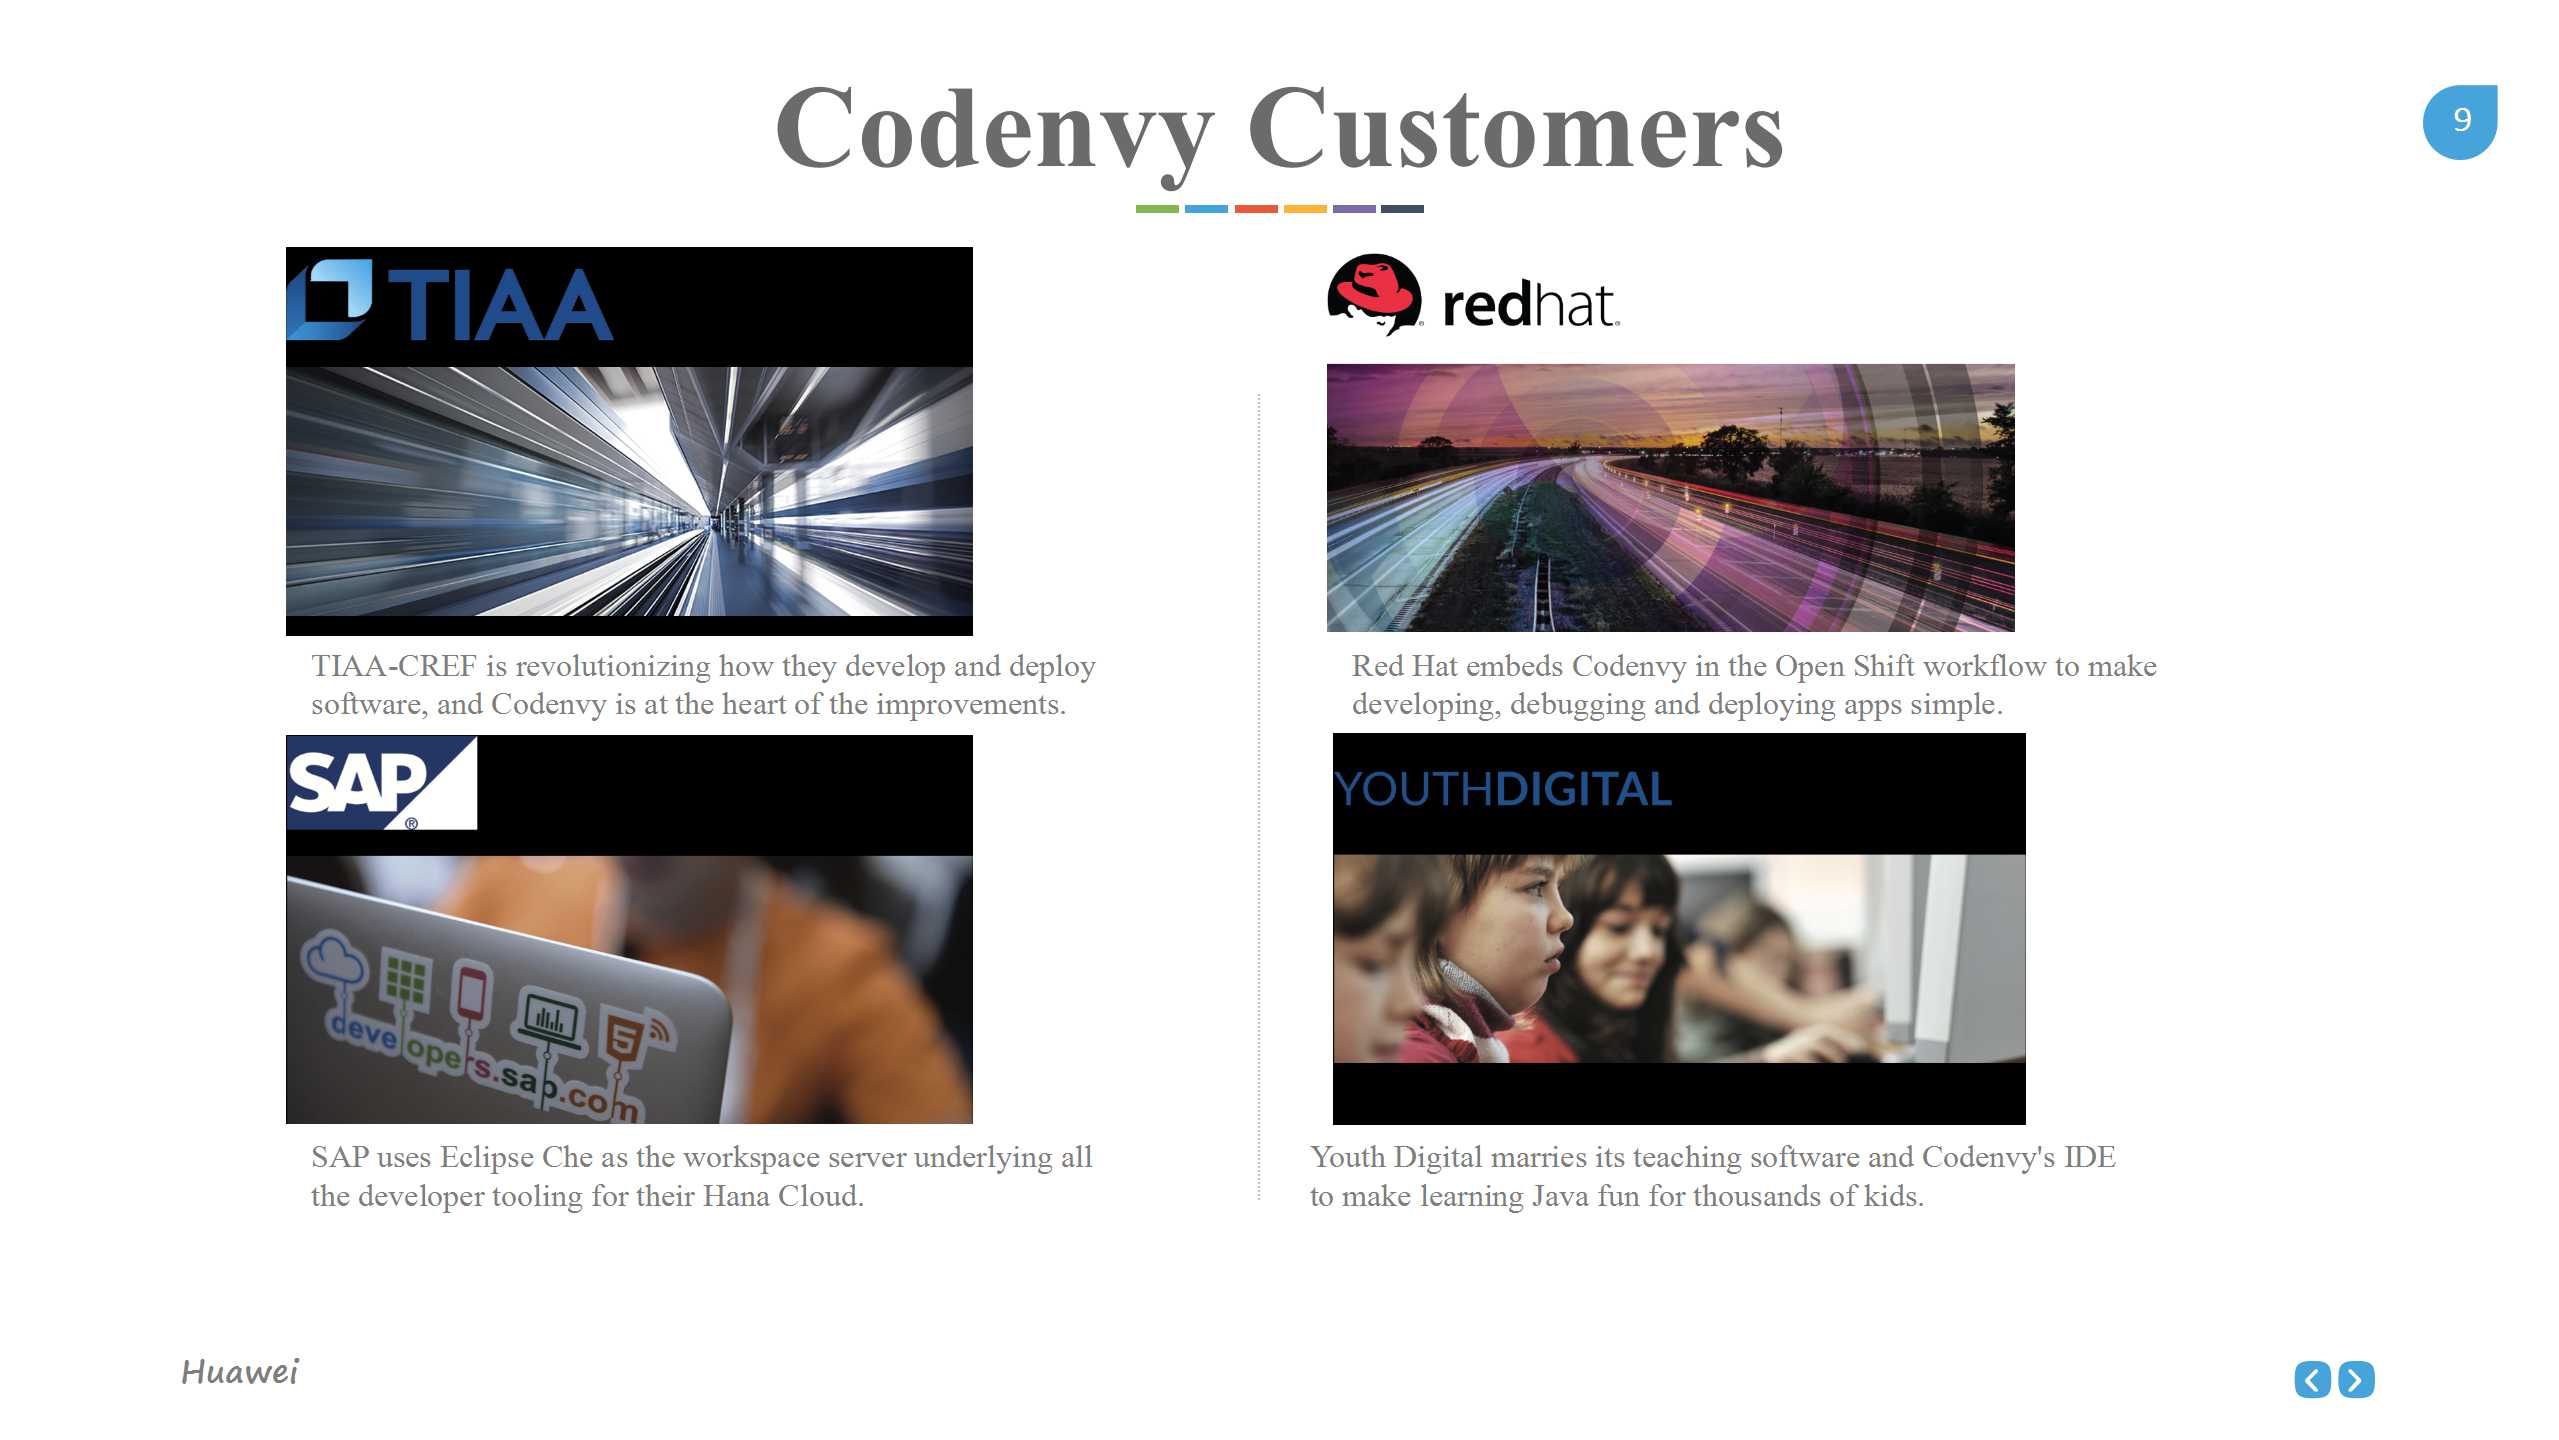 Codenvy Customers
9
TIAA
TIAA-CREF is revolutionizing how they develop and deploy
software, and Codenvy is at the heart of the improvements.
SAP
®
developers.sap.com
SAP uses Eclipse Che as the workspace server underlying all
the developer tooling for their Hana Cloud.
redhat®
Red Hat embeds Codenvy in the Open Shift workflow to make
developing, debugging and deploying apps simple.
YOUTHDIGITAL
Youth Digital marries its teaching software and Codenvy's IDE
to make learning Java fun for thousands of kids.
Huawei